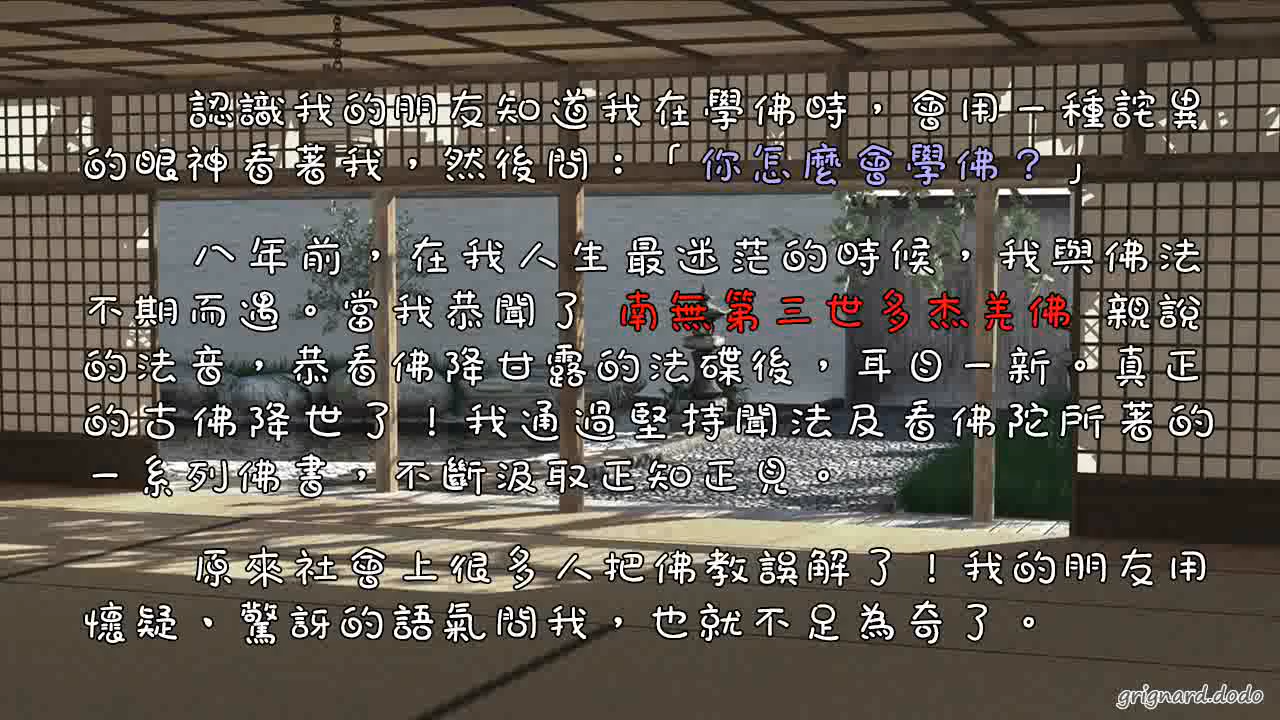 認識我的朋友知道我在學佛時，會用一種詫異
的眼神看著我，然後問：「你怎麼會學佛？」
八年前，在我人生最迷茫的時候，我與佛法
不期而遇。當我恭聞了 南無第三世多杰羌佛 親說
的法音，恭看佛降甘露的法碟後，耳目一新。真正
的古佛降世了！我通過堅持聞法及看佛陀所著的
一系列佛書，不斷汲取正知正見。
原來社會上很多人把佛教誤解了！我的朋友用
懷疑、驚訝的語氣問我，也就不足為奇了。
grignard.dodo